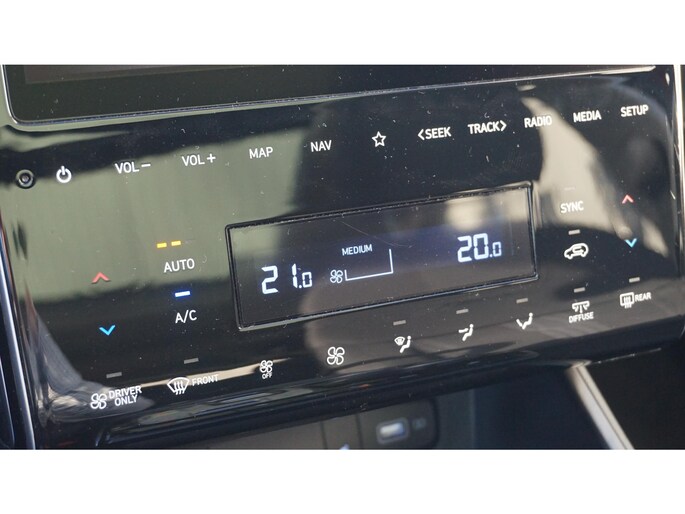 VOL− VOL+ MAP NAV <SEEK TRACK> RADIO MEDIA SETUP
AUTO
A/C
MEDIUM
21.0
20.0
SYNC
DRIVER ONLY
FRONT
OFF
DIFFUSE
REAR